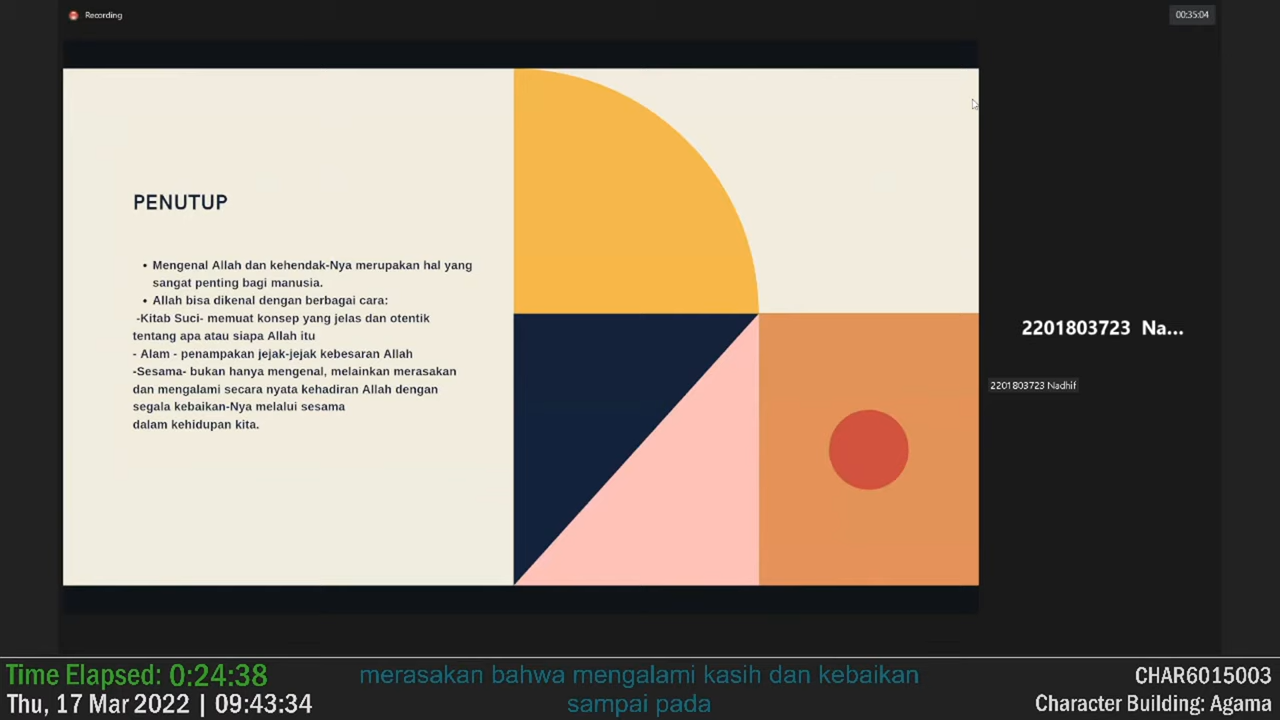 Recording
00:35:04
PENUTUP
• Mengenal Allah dan kehendak-Nya merupakan hal yang
sangat penting bagi manusia.
• Allah bisa dikenal dengan berbagai cara:
-Kitab Suci- memuat konsep yang jelas dan otentik
tentang apa atau siapa Allah itu
- Alam - penampakan jejak-jejak kebesaran Allah
-Sesama- bukan hanya mengenal, melainkan merasakan
dan mengalami secara nyata kehadiran Allah dengan
segala kebaikan-Nya melalui sesama
dalam kehidupan kita.
2201803723 Na...
2201803723 Nadhif
Time Elapsed: 0:24:38
Thu, 17 Mar 2022 | 09:43:34
merasakan bahwa mengalami kasih dan kebaikan
sampai pada
CHAR6015003
Character Building: Agama